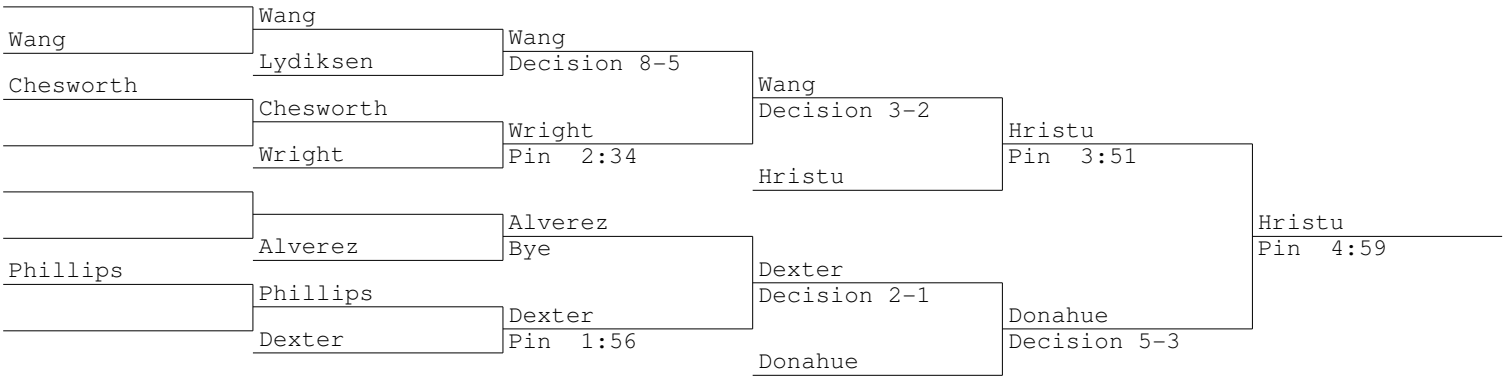 Wang
Wang
Wang
Lydiksen
Decision 8-5
Chesworth
Wang
Chesworth
Decision 3-2
Wright
Hristu
Wright
Pin 2:34
Pin 3:51
Hristu
Alverez
Hristu
Alverez
Bye
Pin 4:59
Phillips
Dexter
Phillips
Decision 2-1
Dexter
Donahue
Dexter
Pin 1:56
Decision 5-3
Donahue